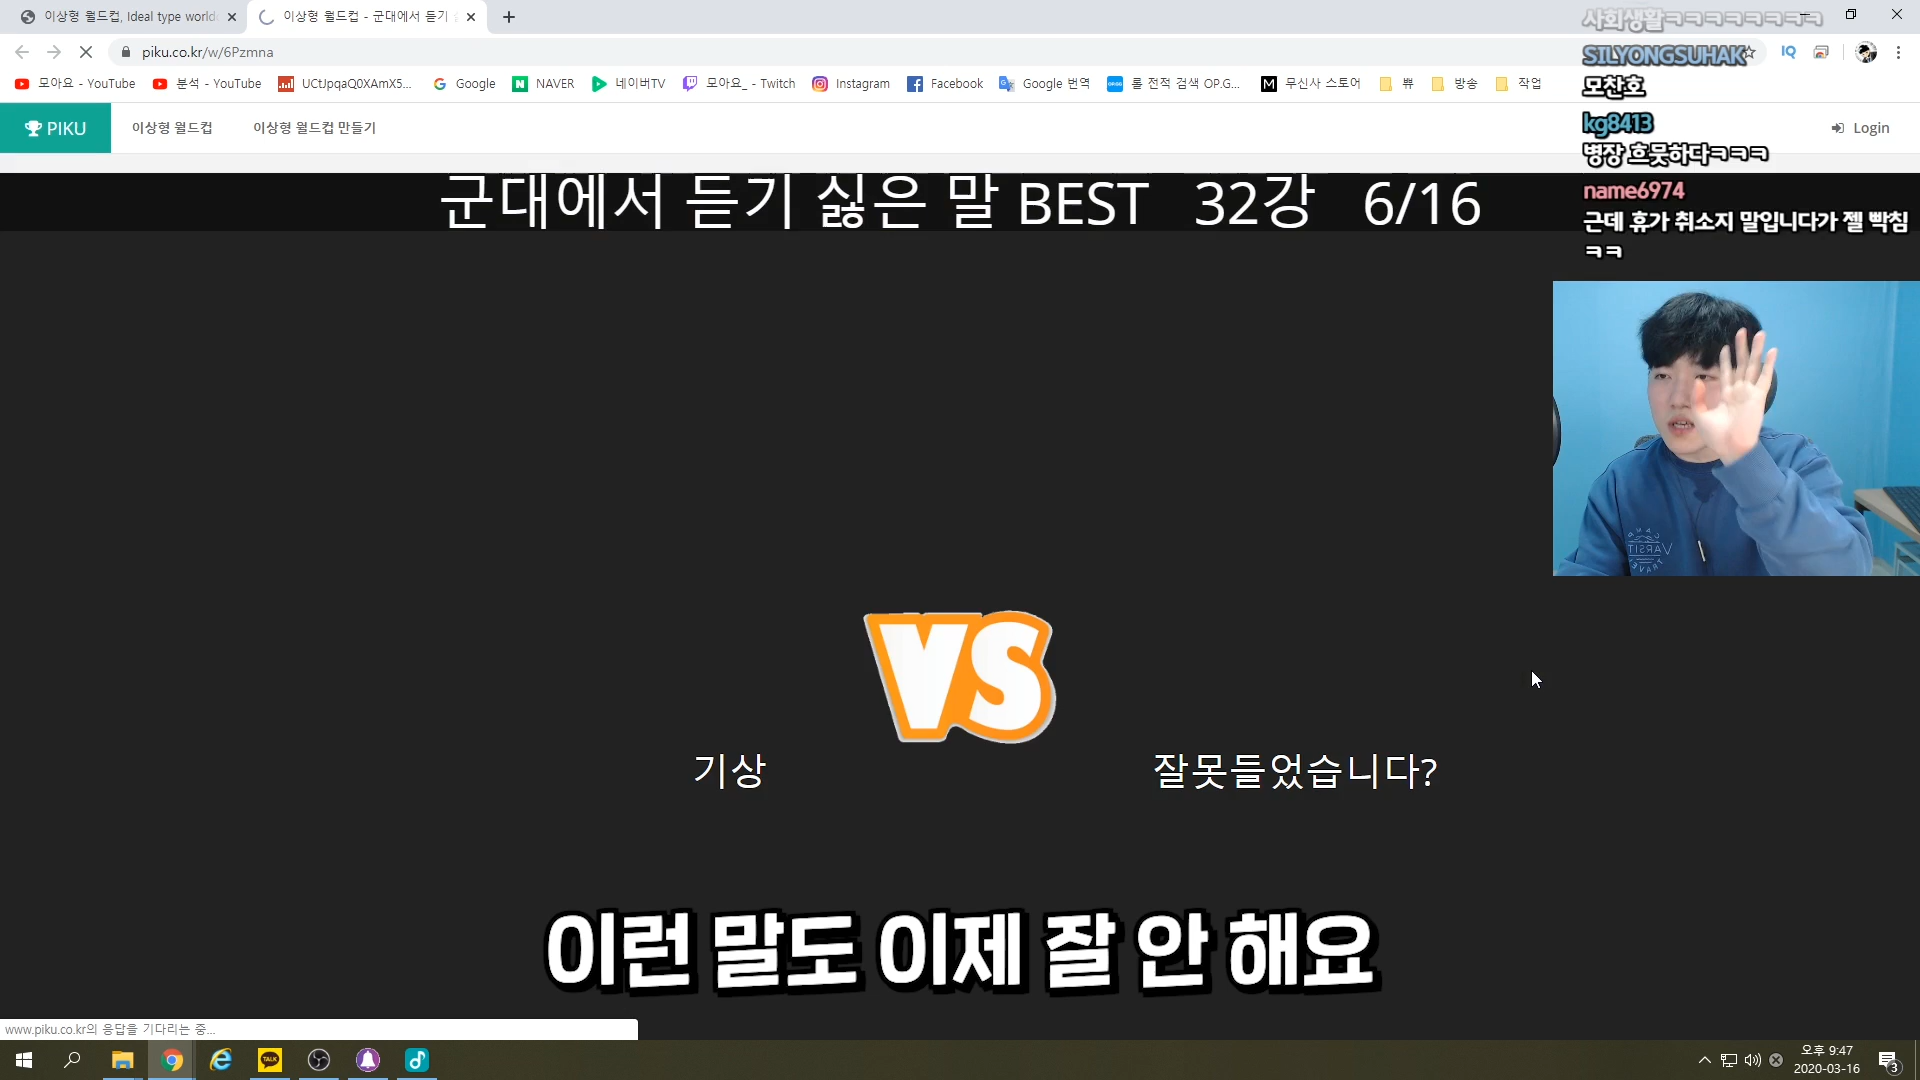 이상형 월드컵, Ideal type world
이상형 월드컵 - 군대에서 듣기
사회생활ㅋㅋㅋㅋㅋㅋㅋㅋ
piku.co.kr/w/6Pzmna
SILYONGSUHAK
IQ
모아요 - YouTube
분석 - YouTube
UCtJpqaQ0XAmX5...
Google
NAVER
네이버TV
모아요_ - Twitch
Instagram
Facebook
Google 번역
롤 전적 검색 OP.G...
무신사 스토어
쀼
방송
작업
모찬호
PIKU
이상형 월드컵
이상형 월드컵 만들기
Login
kg8413
병장 흐뭇하다ㅋㅋㅋ
name6974
근데 휴가 취소지 말입니다가 젤 빡침
ㅋㅋ
군대에서 듣기 싫은 말 BEST 32강 6/16
VS
기상
잘못들었습니다?
이런 말도 이제 잘 안 해요
www.piku.co.kr의 응답을 기다리는 중...
TALK
오후 9:47
2020-03-16
3